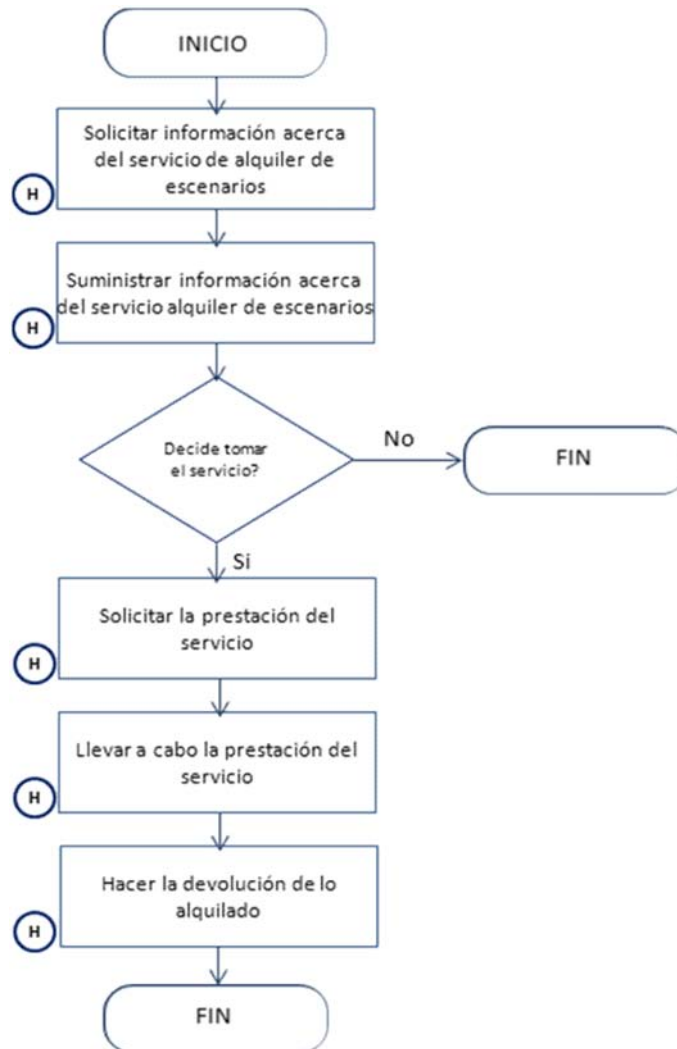 INICIO
Solicitar información acerca
del servicio de alquiler de
escenarios
H
Suministrar información acerca
del servicio alquiler de escenarios
H
Decide tomar
el servicio?
No
FIN
Si
Solicitar la prestación del
servicio
H
Llevar a cabo la prestación del
servicio
H
Hacer la devolución de lo
alquilado
H
FIN